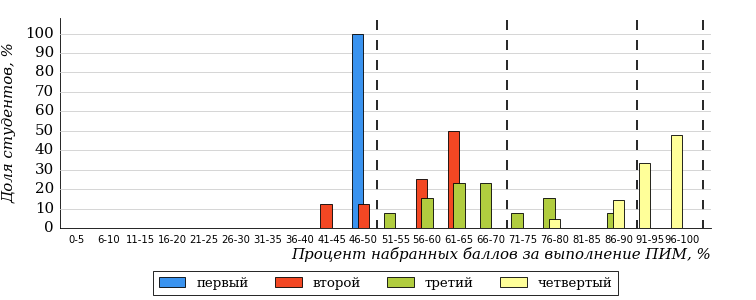 Доля студентов, %
100
90
80
70
60
50
40
30
20
10
0
0-5 6-10 11-15 16-20 21-25 26-30 31-35 36-40 41-45 46-50 51-55 56-60 61-65 66-70 71-75 76-80 81-85 86-90 91-95 96-100
Процент набранных баллов за выполнение ПИМ, %
первый второй третий четвертый